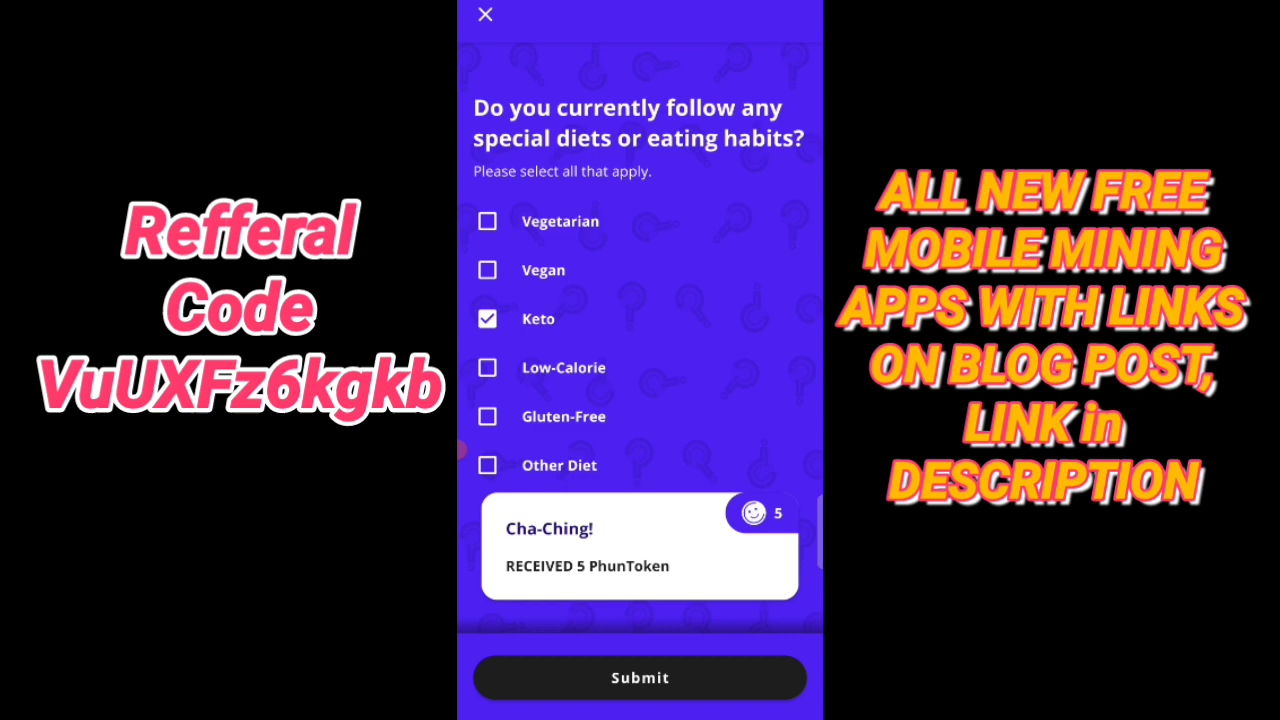 Refferal
Code
VuUXFz6kgkb
Do you currently follow any
special diets or eating habits?
Please select all that apply.
Vegetarian
Vegan
Keto
Low-Calorie
Gluten-Free
Other Diet
5
Cha-Ching!
RECEIVED 5 PhunToken
Submit
ALL NEW FREE
MOBILE MINING
APPS WITH LINKS
ON BLOG POST,
LINK in
DESCRIPTION